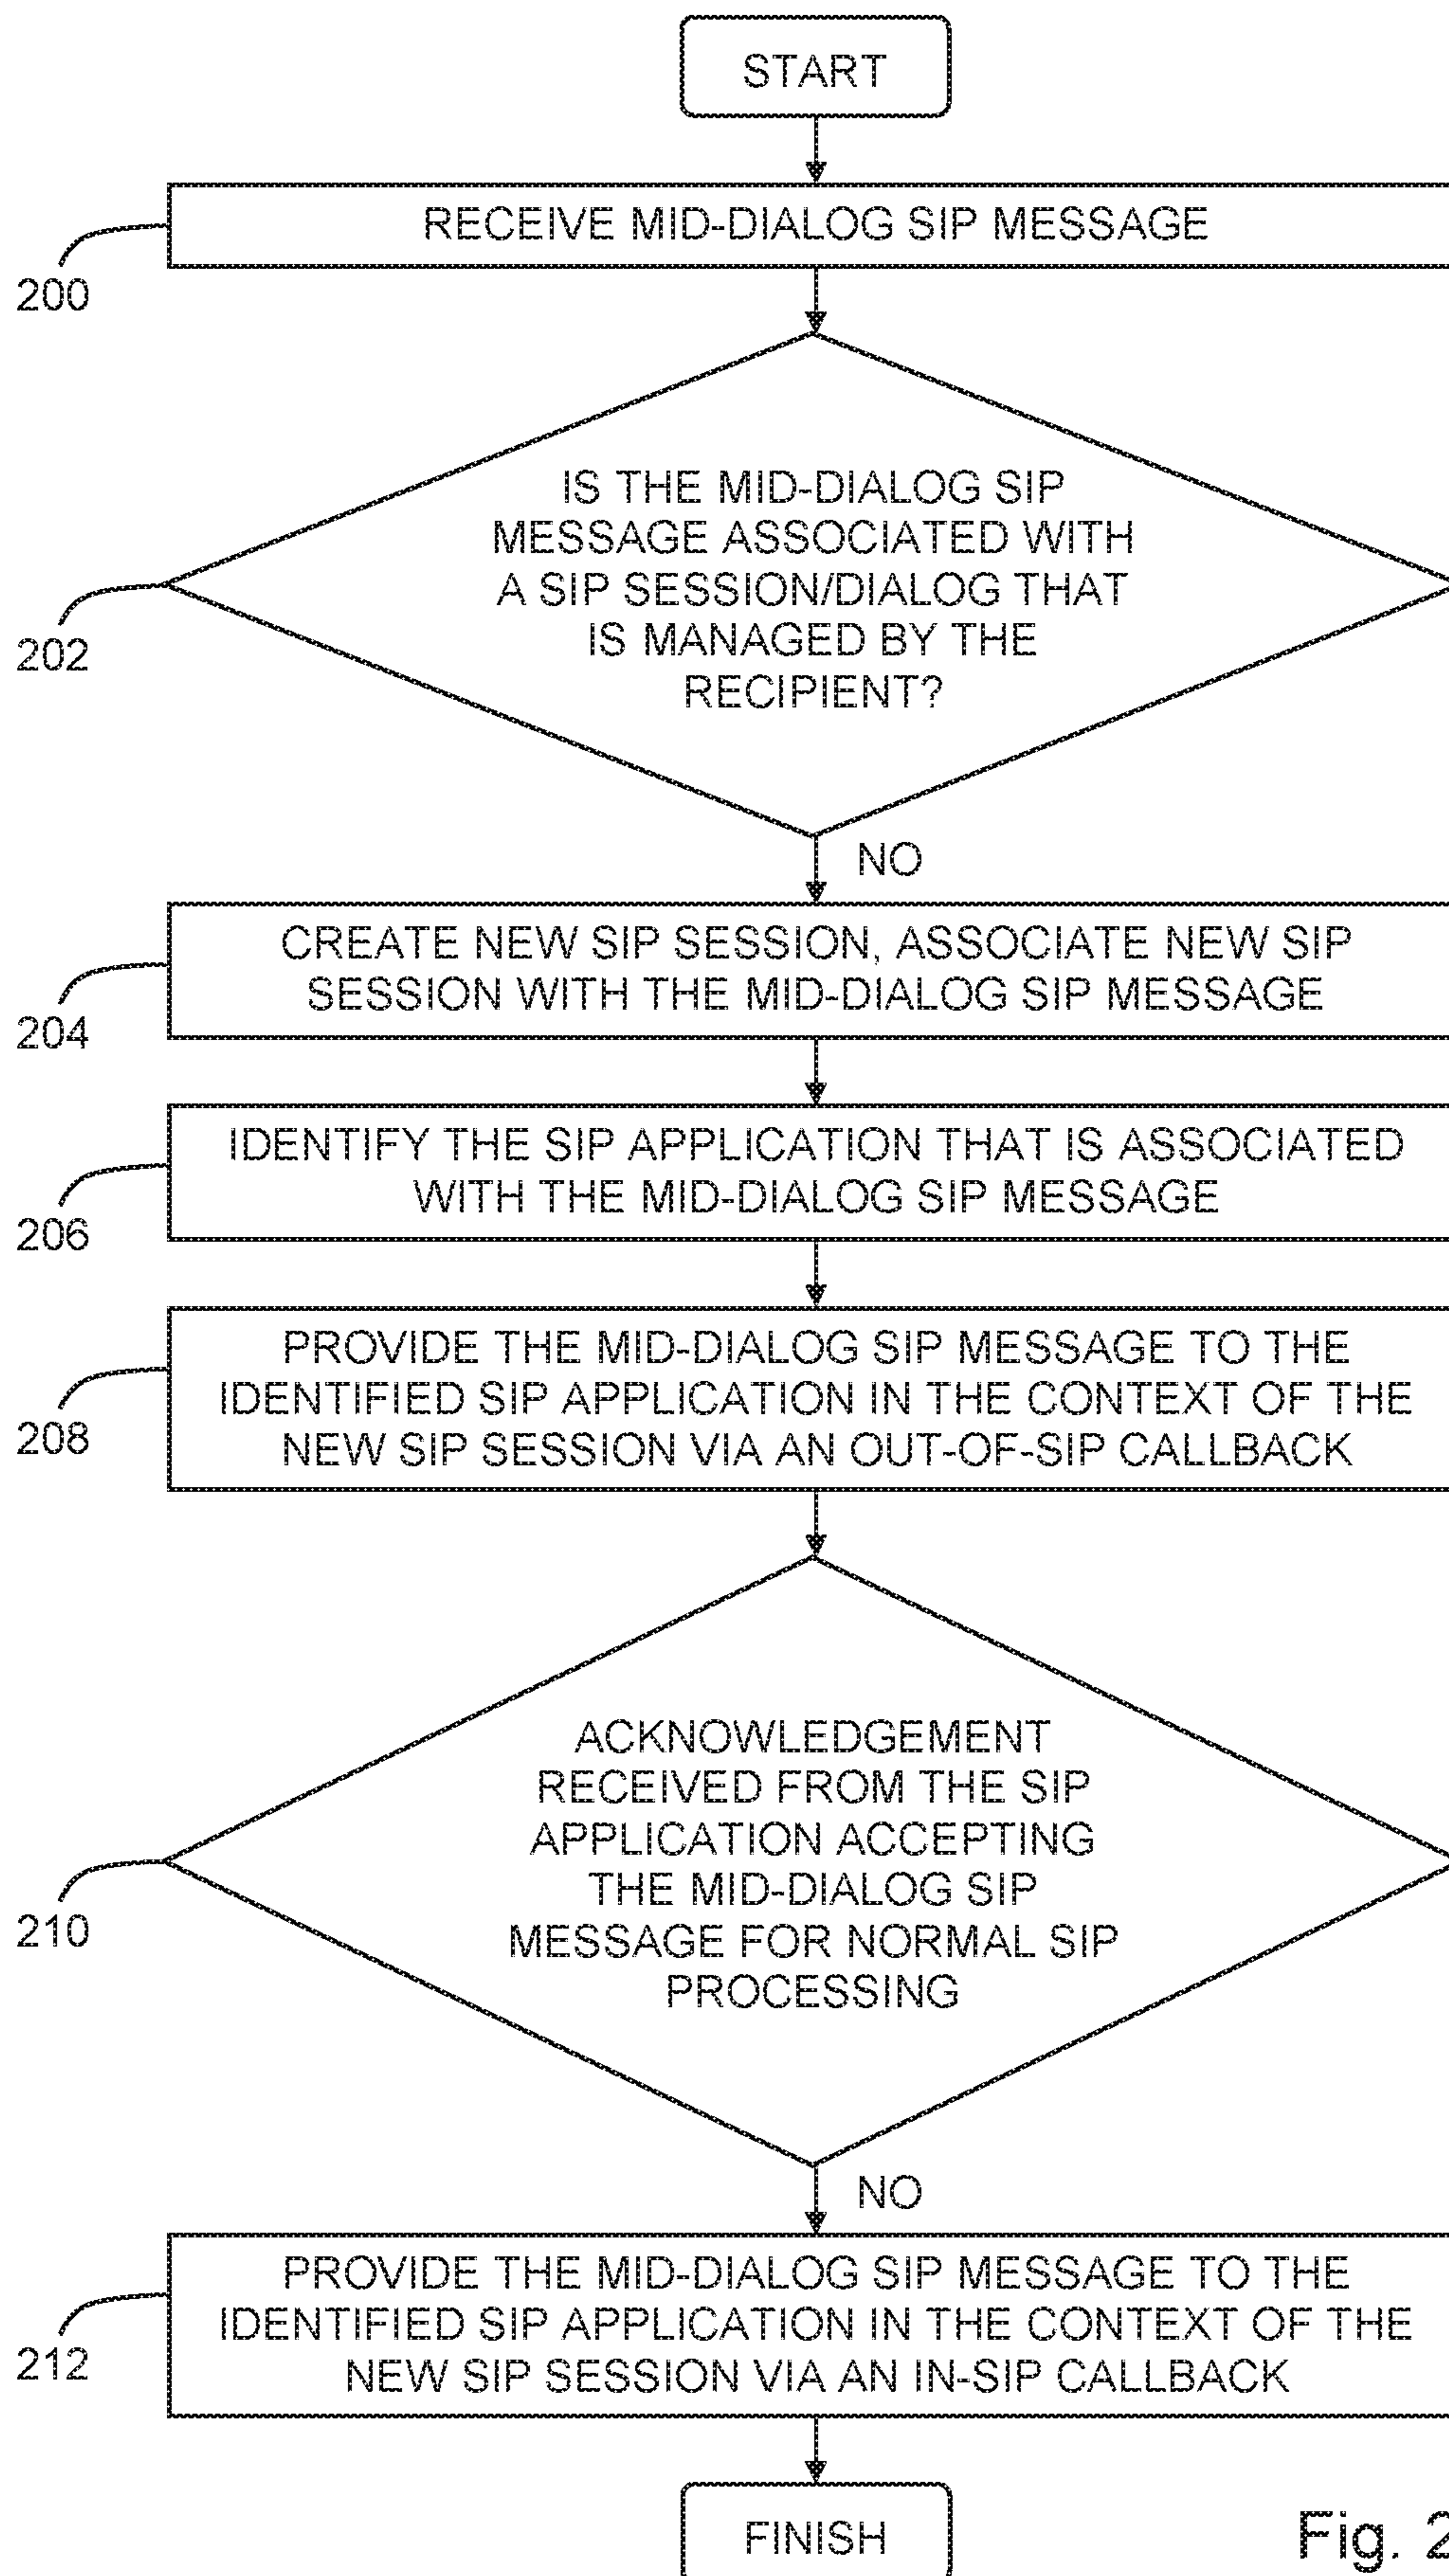 START
RECEIVE MID-DIALOG SIP MESSAGE
200
IS THE MID-DIALOG SIP
MESSAGE ASSOCIATED WITH
A SIP SESSION/DIALOG THAT
IS MANAGED BY THE
RECIPIENT?
202
NO
CREATE NEW SIP SESSION, ASSOCIATE NEW SIP
SESSION WITH THE MID-DIALOG SIP MESSAGE
204
IDENTIFY THE SIP APPLICATION THAT IS ASSOCIATED
WITH THE MID-DIALOG SIP MESSAGE
206
PROVIDE THE MID-DIALOG SIP MESSAGE TO THE
IDENTIFIED SIP APPLICATION IN THE CONTEXT OF THE
NEW SIP SESSION VIA AN OUT-OF-SIP CALLBACK
208
ACKNOWLEDGEMENT
RECEIVED FROM THE SIP
APPLICATION ACCEPTING
THE MID-DIALOG SIP
MESSAGE FOR NORMAL SIP
PROCESSING
210
NO
PROVIDE THE MID-DIALOG SIP MESSAGE TO THE
IDENTIFIED SIP APPLICATION IN THE CONTEXT OF THE
NEW SIP SESSION VIA AN IN-SIP CALLBACK
212
FINISH
Fig. 2